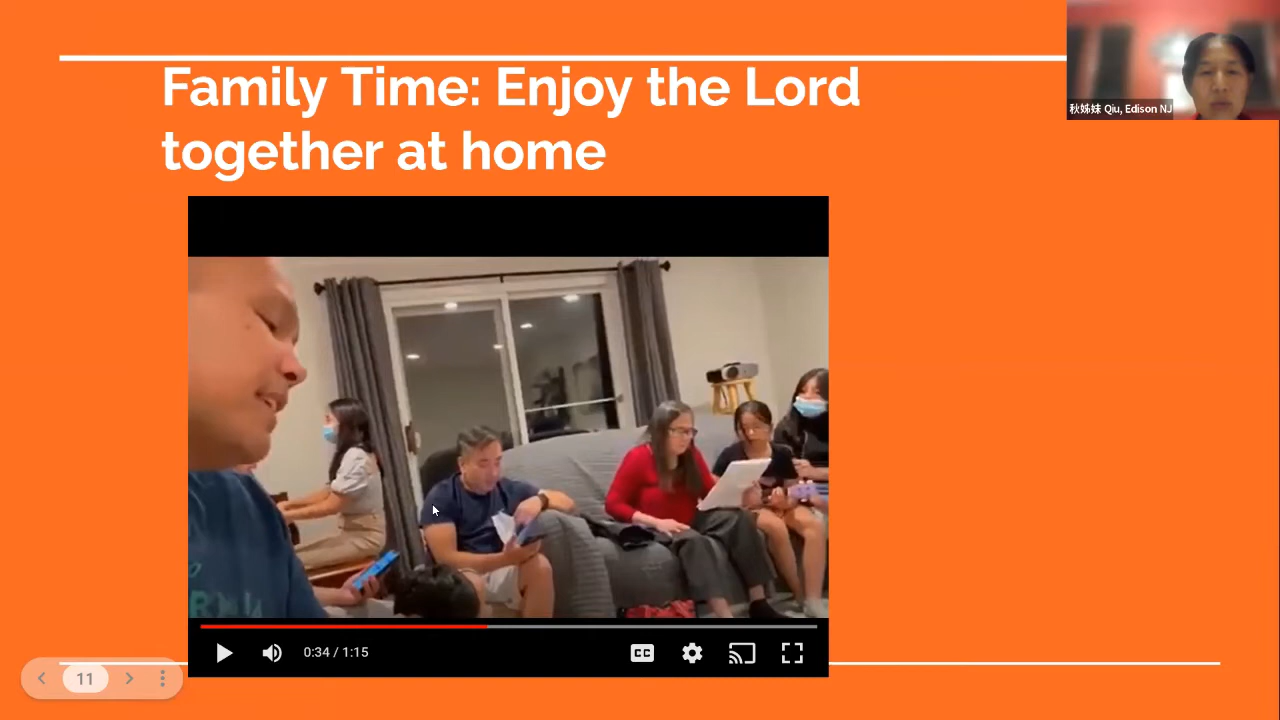 Family Time: Enjoy the Lord
together at home
秋姊妹 Qiu, Edison NJ
0:34 / 1:15
CC
11